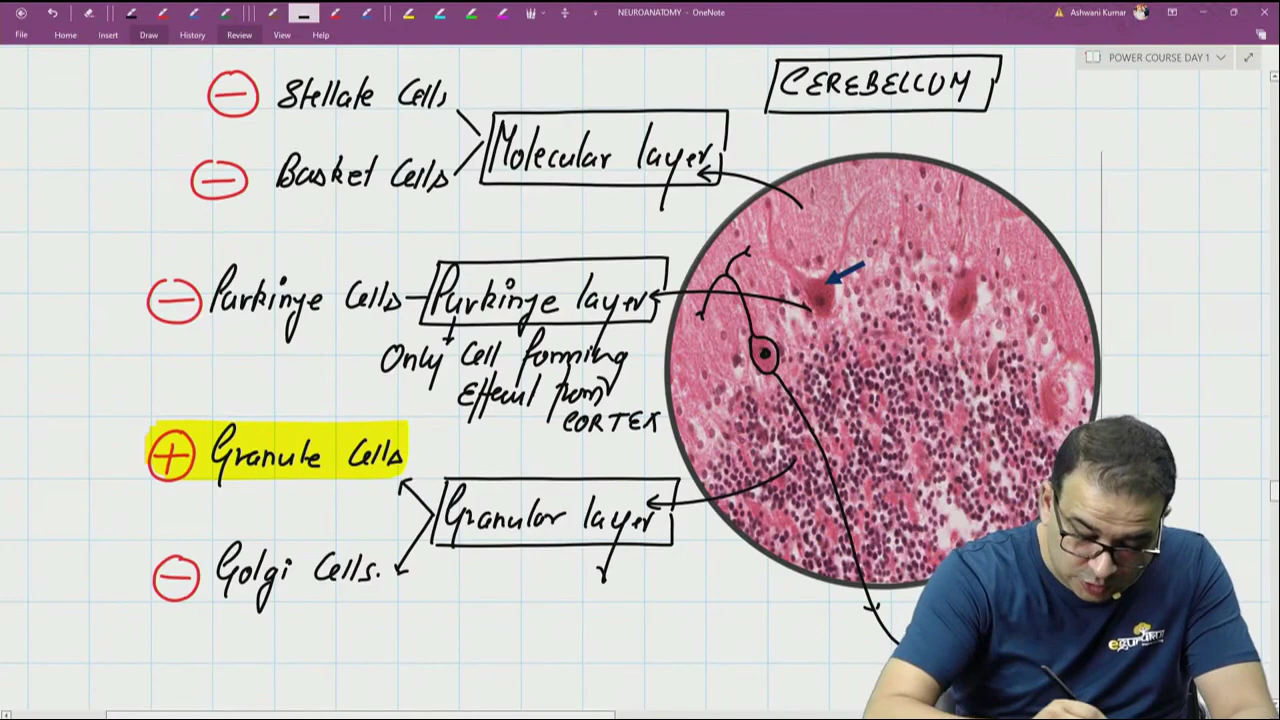 NEUROANATOMY - OneNote
Ashwani Kumar
File Home Insert Draw History Review View Help
POWER COURSE DAY 1
CEREBELLUM
Stellate Cells
Basket Cells
Molecular layer
Purkinje Cells
Purkinje layer
Only Cell forming
Efferent from
CORTEX
Granule Cells
Granular layer
Golgi Cells.
egurukul